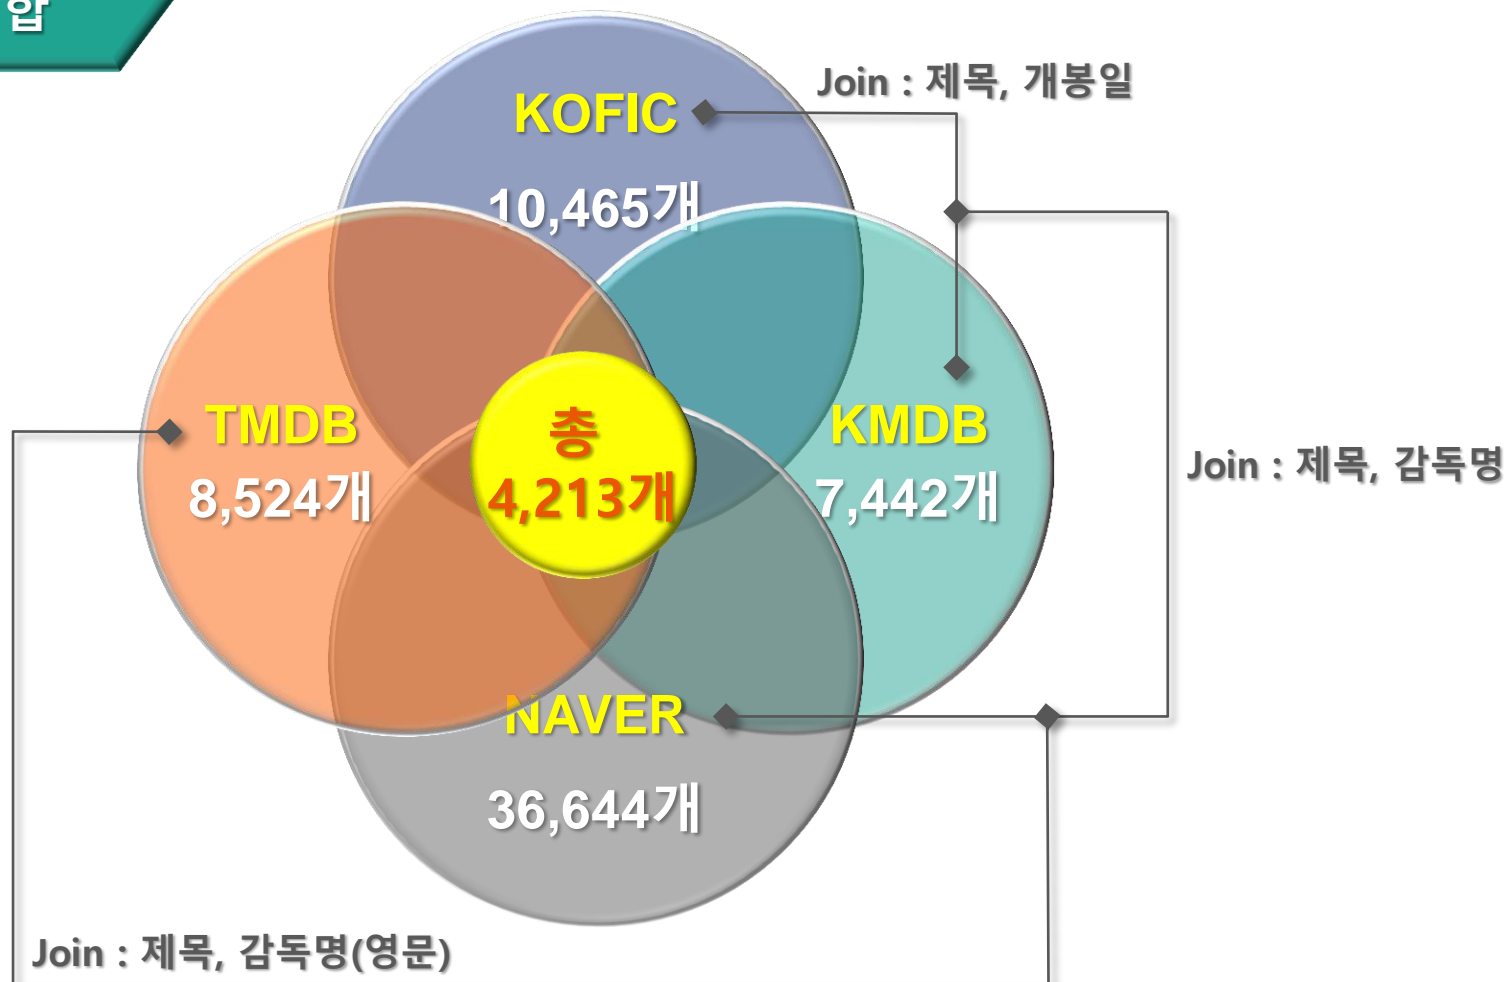 합
Join : 제목, 개봉일
KOFIC
10,465개
TMDB
8,524개
총
4,213개
KMDB
7,442개
Join : 제목, 감독명
NAVER
36,644개
Join : 제목, 감독명(영문)